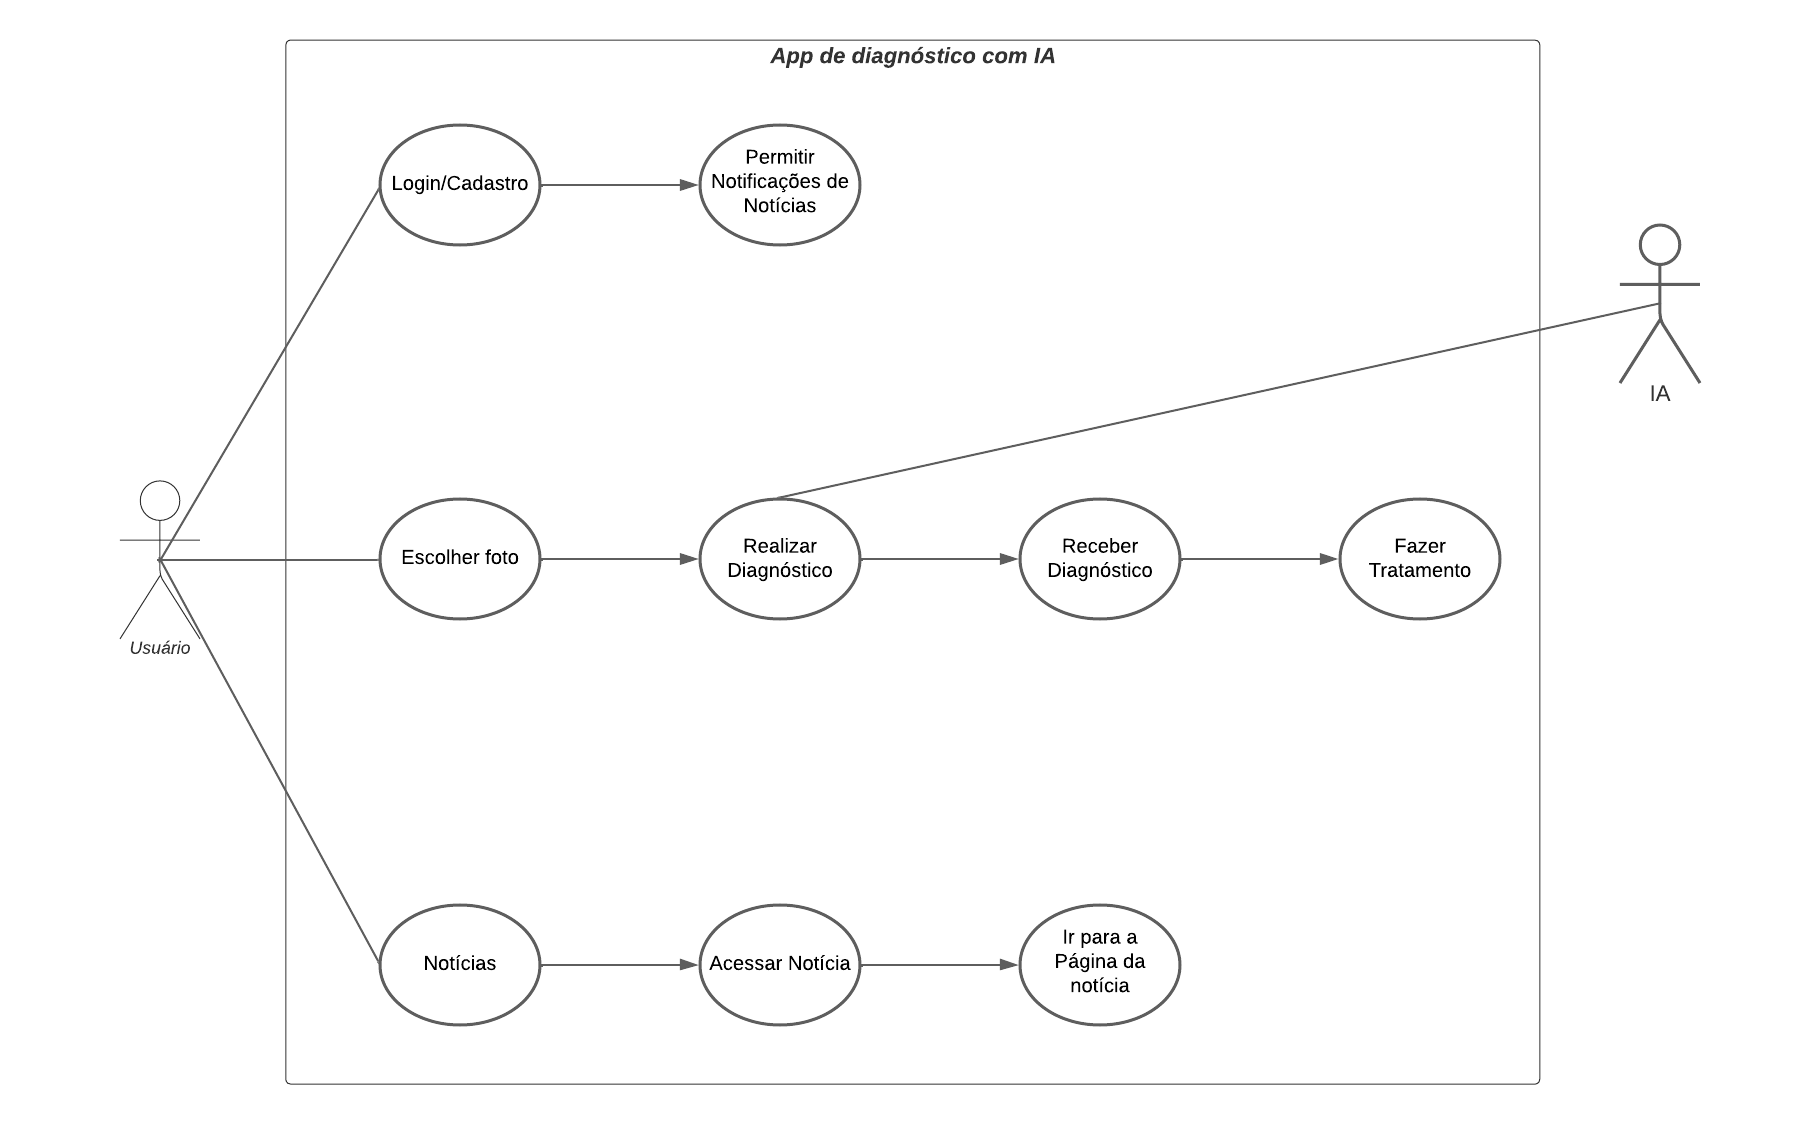 App de diagnóstico com IA
Login/Cadastro
Permitir
Notificações de
Notícias
IA
Usuário
Escolher foto
Realizar
Diagnóstico
Receber
Diagnóstico
Fazer
Tratamento
Notícias
Acessar Notícia
Ir para a
Página da
notícia